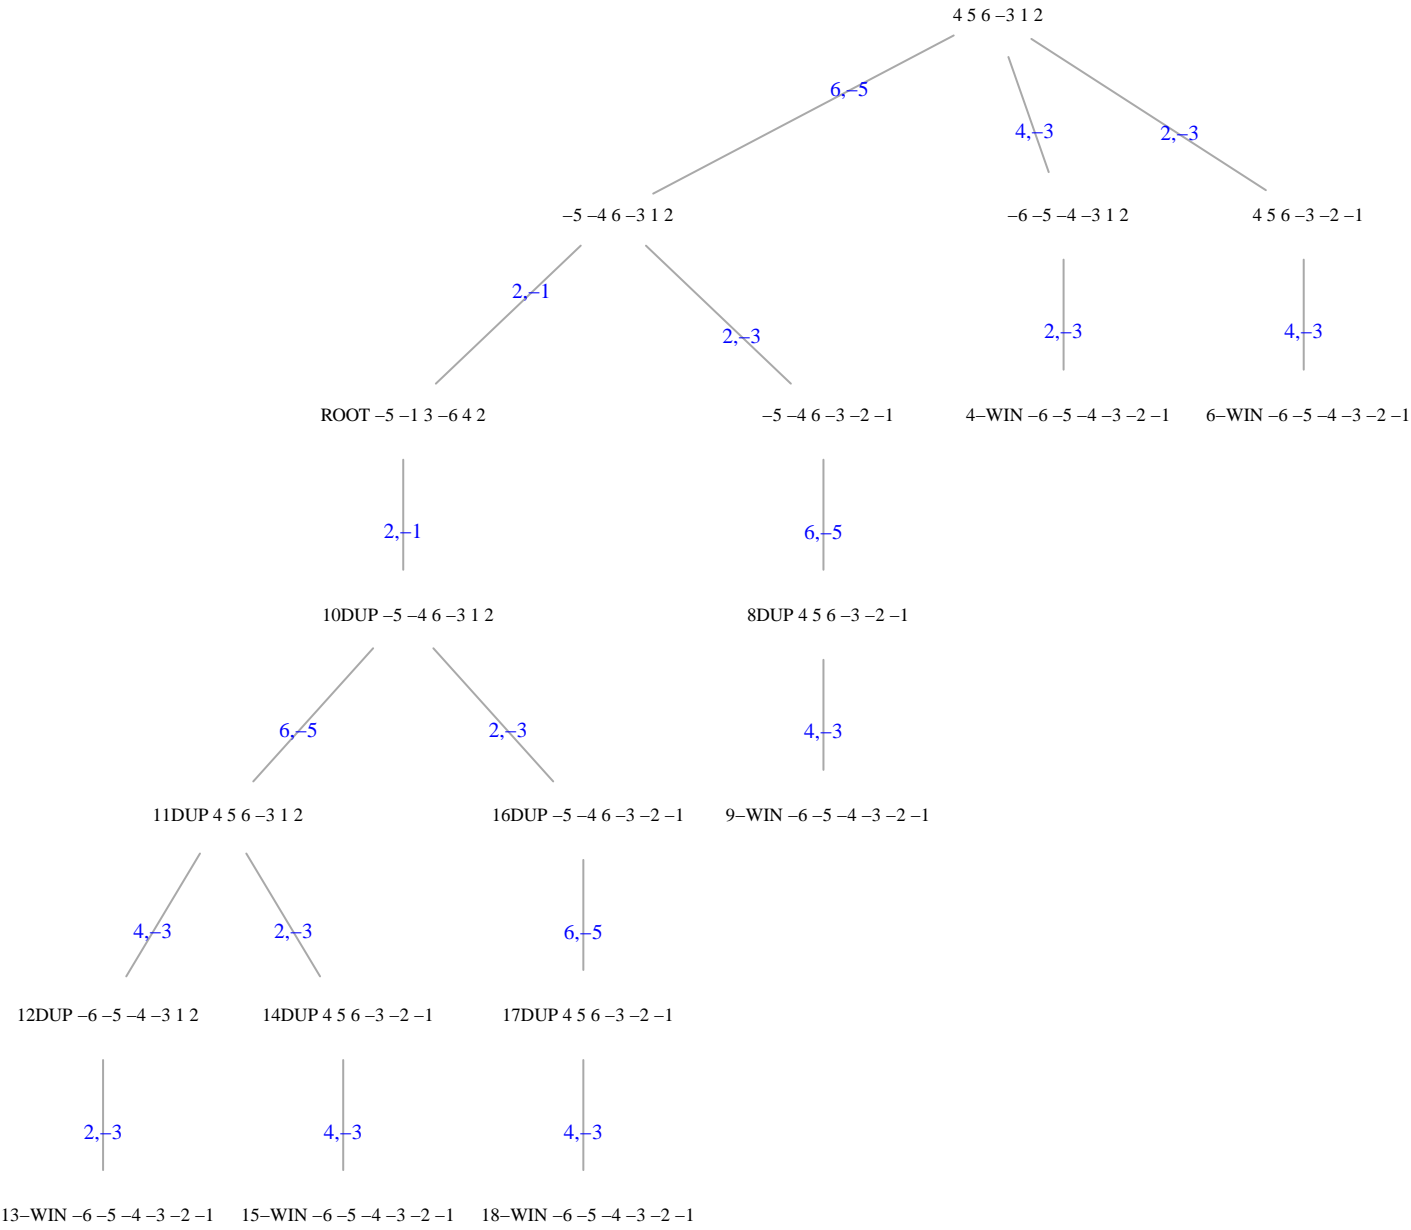 4 5 6 –3 1 2
6,–5
4,–3
2,–3
–5 –4 6 –3 1 2
–6 –5 –4 –3 1 2
4 5 6 –3 –2 –1
2,–1
2,–3
2,–3
4,–3
ROOT –5 –1 3 –6 4 2
–5 –4 6 –3 –2 –1
4–WIN –6 –5 –4 –3 –2 –1
6–WIN –6 –5 –4 –3 –2 –1
2,–1
6,–5
10DUP –5 –4 6 –3 1 2
8DUP 4 5 6 –3 –2 –1
6,–5
2,–3
4,–3
11DUP 4 5 6 –3 1 2
16DUP –5 –4 6 –3 –2 –1
9–WIN –6 –5 –4 –3 –2 –1
4,–3
2,–3
6,–5
12DUP –6 –5 –4 –3 1 2
14DUP 4 5 6 –3 –2 –1
17DUP 4 5 6 –3 –2 –1
2,–3
4,–3
4,–3
13–WIN –6 –5 –4 –3 –2 –1
15–WIN –6 –5 –4 –3 –2 –1
18–WIN –6 –5 –4 –3 –2 –1